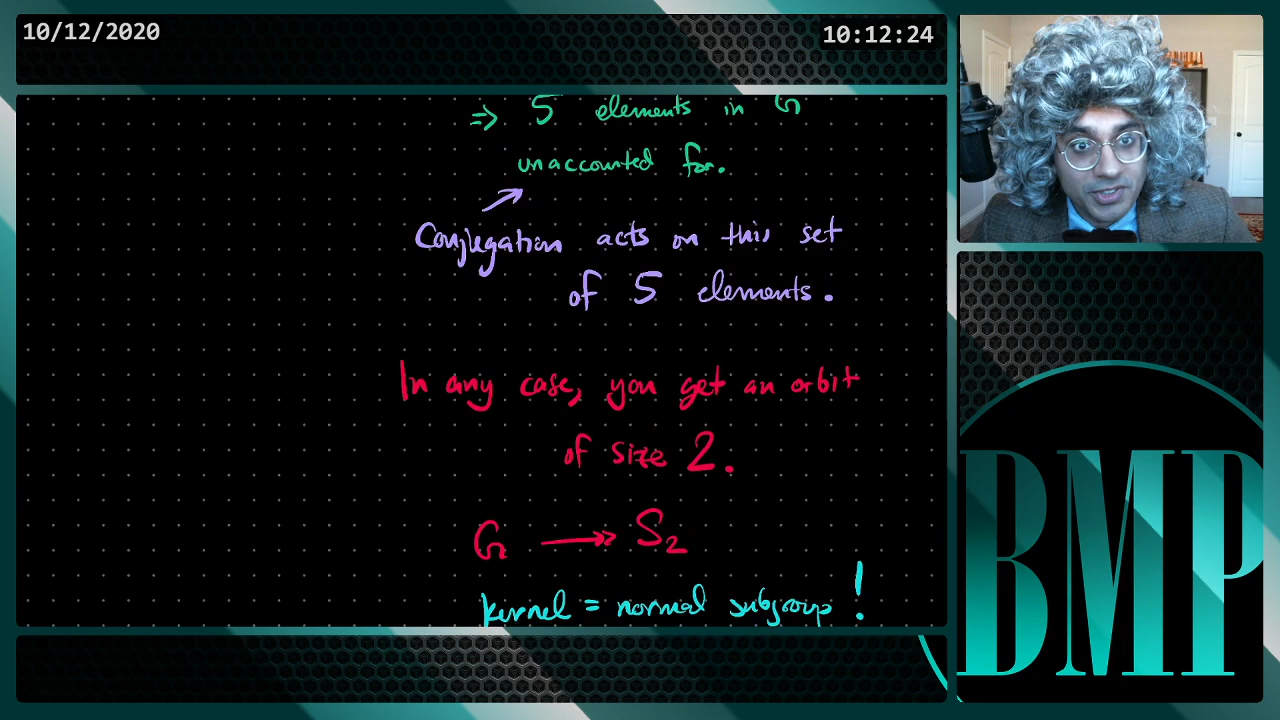 10/12/2020
10:12:24
=> 5 elements in G
unaccounted for.
Conjugation acts on this set
of 5 elements.
In any case, you get an orbit
of size 2.
G ↠ S₂
kernel = normal subgroup!
BMP